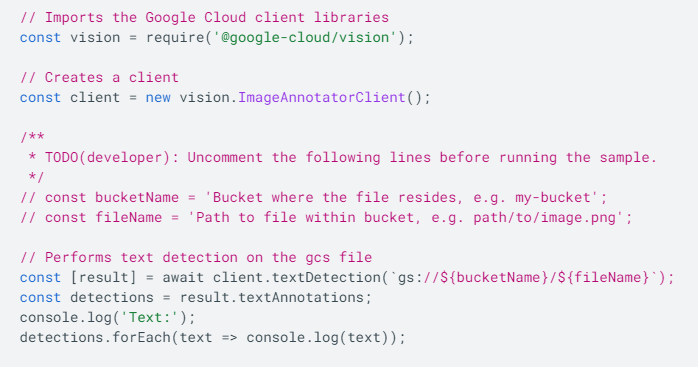 // Imports the Google Cloud client libraries
const vision = require('@google-cloud/vision');
// Creates a client
const client = new vision.ImageAnnotatorClient();
/**
 * TODO(developer): Uncomment the following lines before running the sample.
 */
// const bucketName = 'Bucket where the file resides, e.g. my-bucket';
// const fileName = 'Path to file within bucket, e.g. path/to/image.png';
// Performs text detection on the gcs file
const [result] = await client.textDetection(`gs://${bucketName}/${fileName}`);
const detections = result.textAnnotations;
console.log('Text:');
detections.forEach(text => console.log(text));